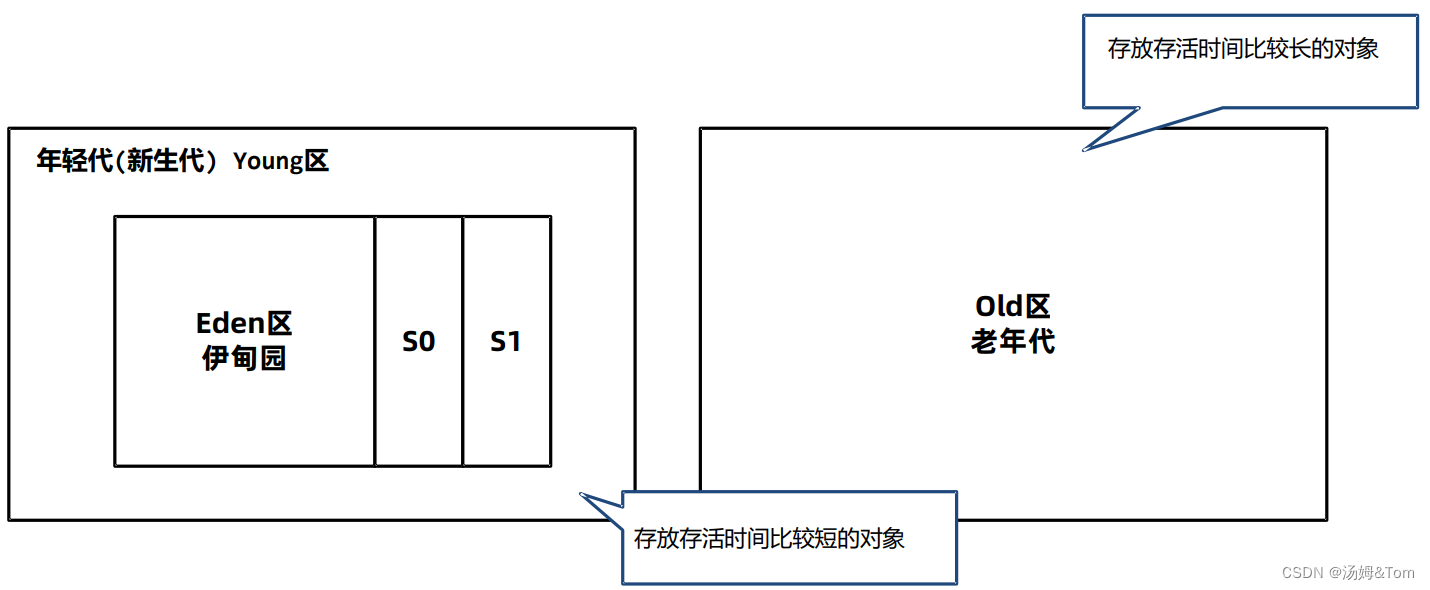 存放存活时间比较长的对象
年轻代(新生代) Young区
Eden区
伊甸园
S0
S1
Old区
老年代
存放存活时间比较短的对象
CSDN @汤姆&Tom